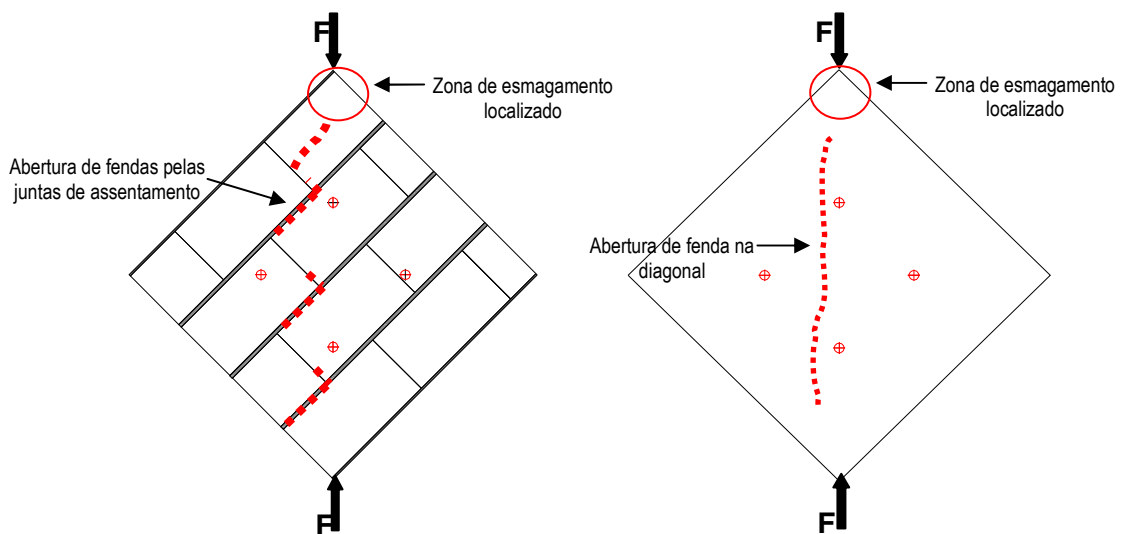 F
Zona de esmagamento
localizado
Abertura de fendas pelas
juntas de assentamento
F
F
Zona de esmagamento
localizado
Abertura de fenda na
diagonal
F